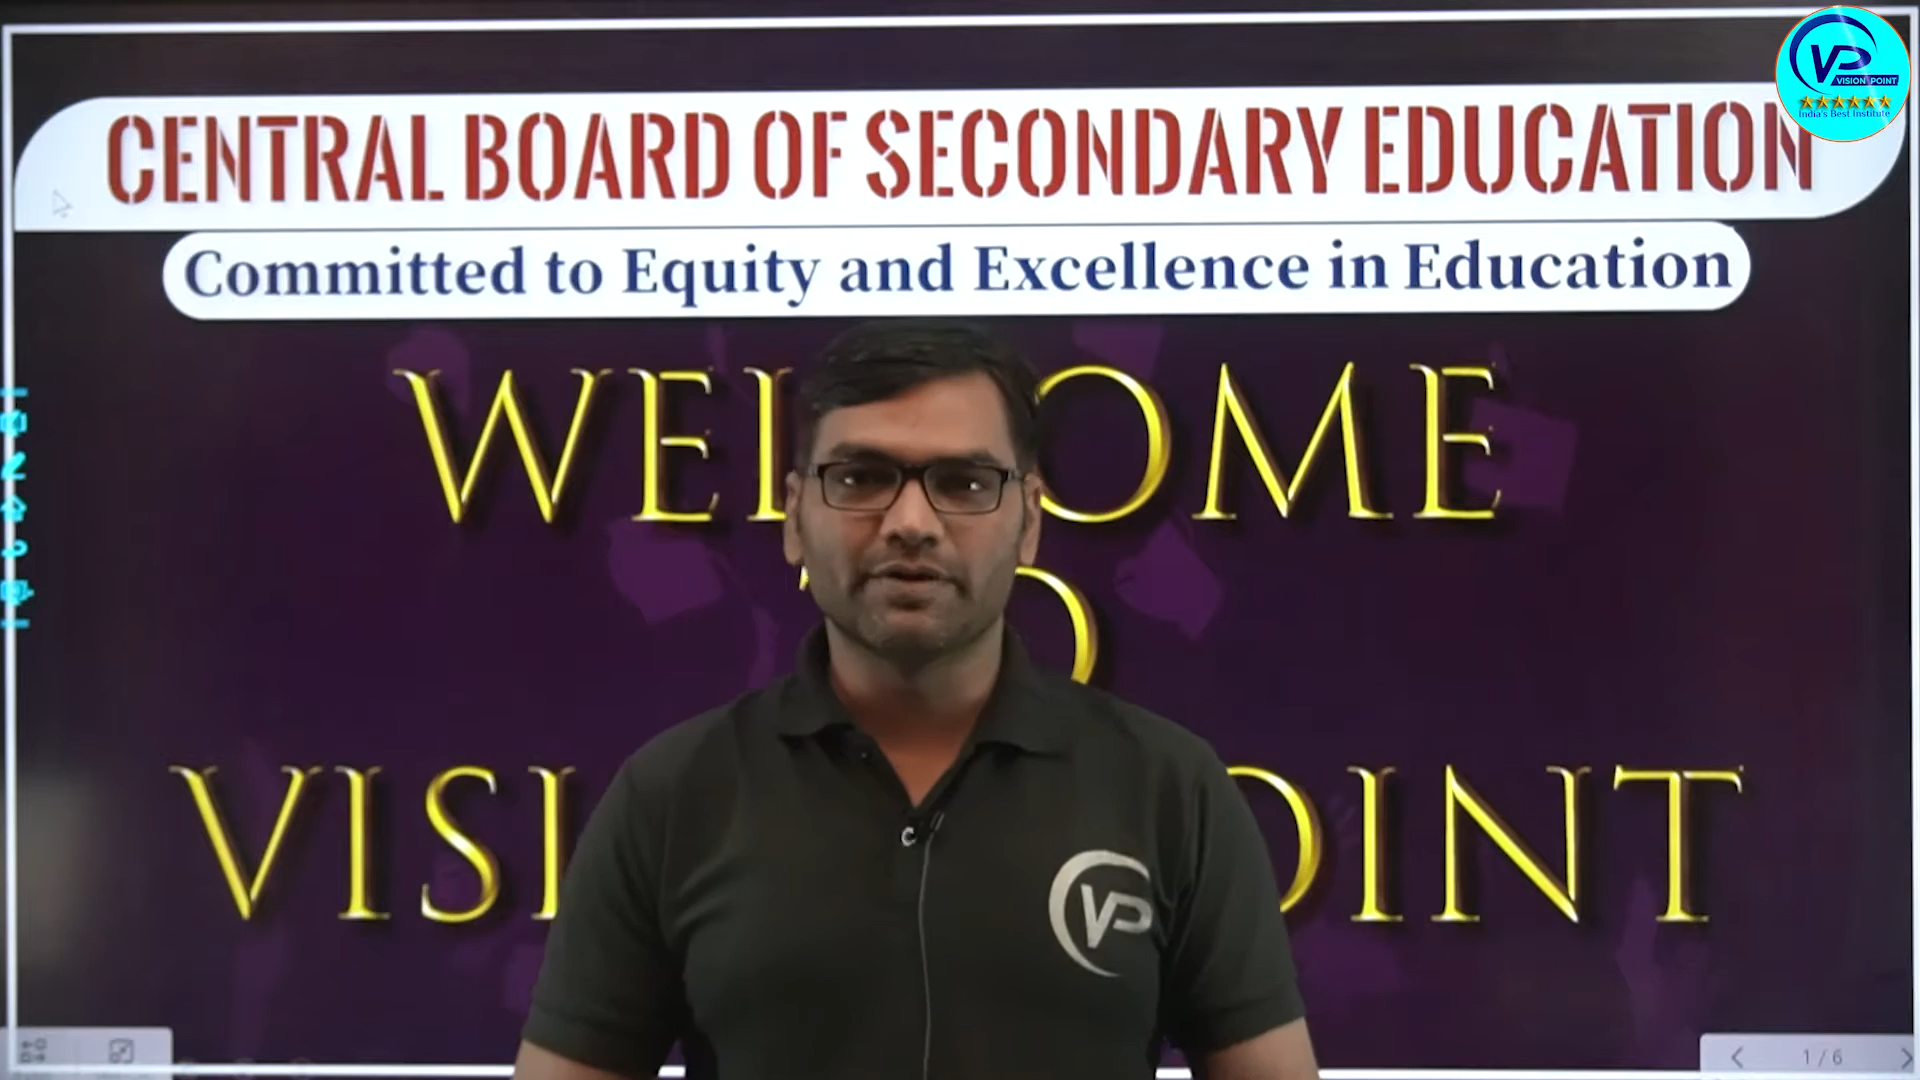 CENTRAL BOARD OF SECONDARY EDUCATION
VP
VISION POINT
India's Best Institute
Committed to Equity and Excellence in Education
VP
1 / 6